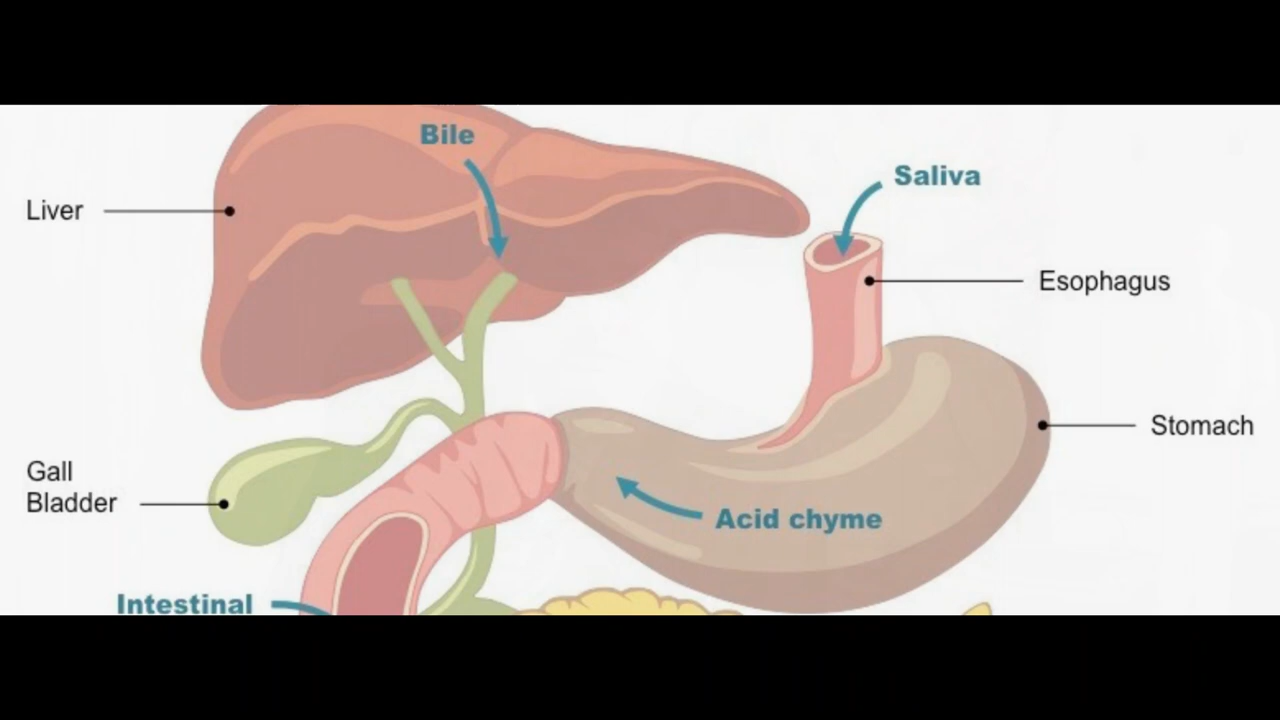 Bile
Saliva
Liver
Esophagus
Stomach
Gall
Bladder
Acid chyme
Intestinal